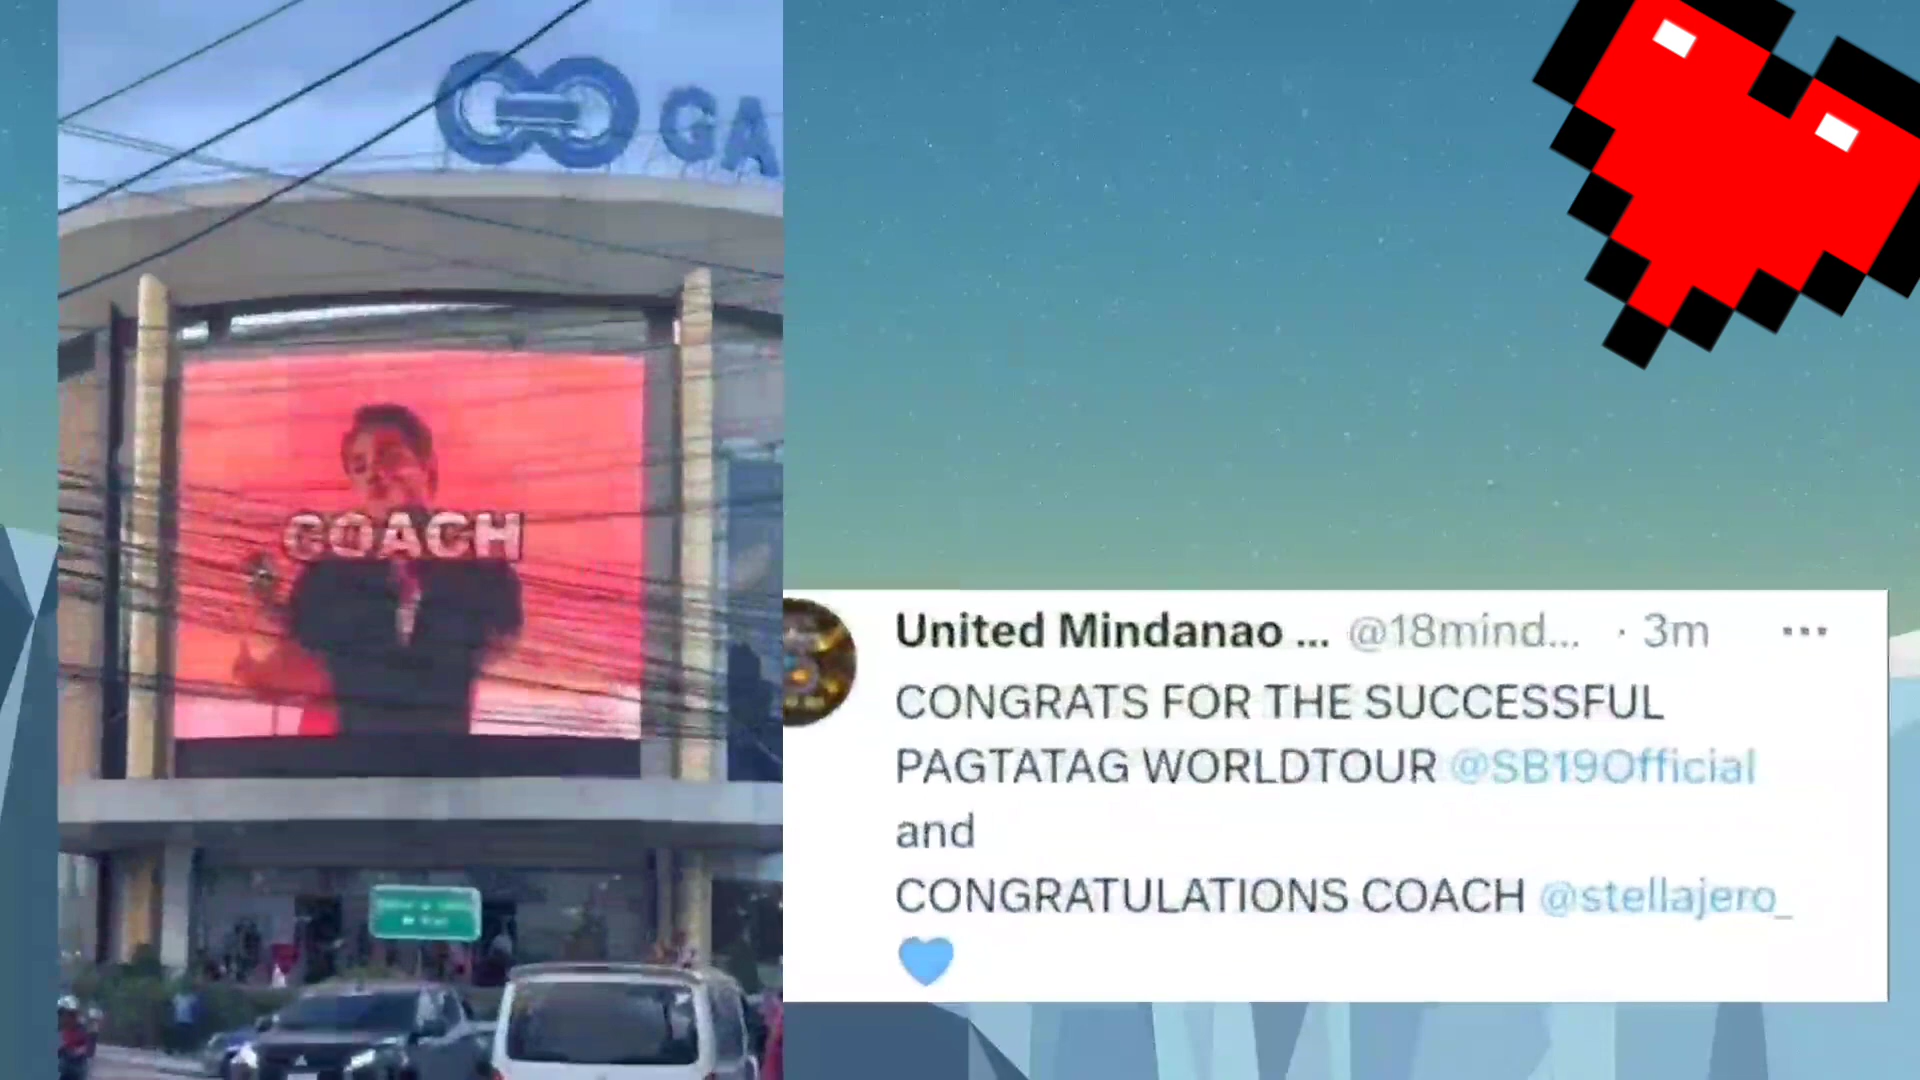 GA
COACH
United Mindanao ... @18mind... · 3m
CONGRATS FOR THE SUCCESSFUL
PAGTATAG WORLDTOUR @SB19Official
and
CONGRATULATIONS COACH @stellajero_